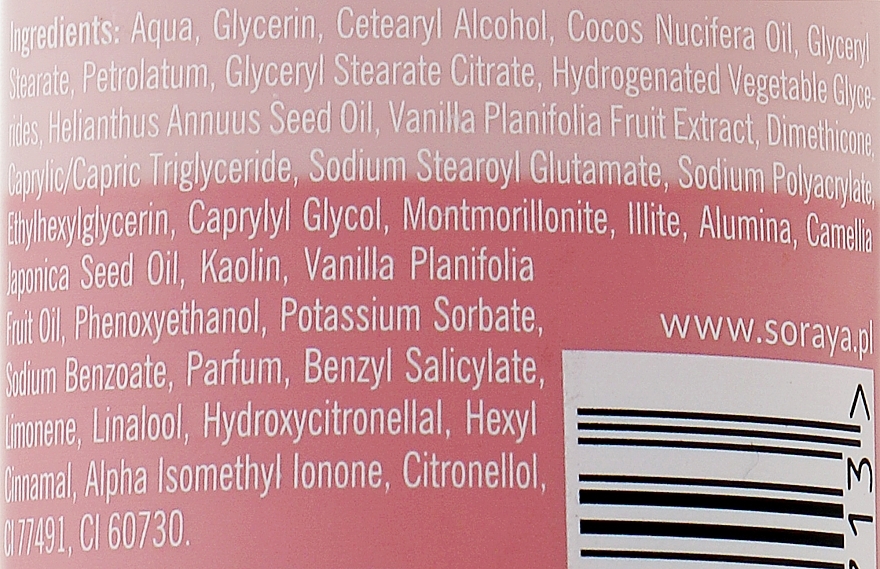 Ingredients: Aqua, Glycerin, Cetearyl Alcohol, Cocos Nucifera Oil, Glyceryl
Stearate, Petrolatum, Glyceryl Stearate Citrate, Hydrogenated Vegetable Glyce-
rides, Helianthus Annuus Seed Oil, Vanilla Planifolia Fruit Extract, Dimethicone,
Caprylic/Capric Triglyceride, Sodium Stearoyl Glutamate, Sodium Polyacrylate,
Ethylhexylglycerin, Caprylyl Glycol, Montmorillonite, Illite, Alumina, Camellia
Japonica Seed Oil, Kaolin, Vanilla Planifolia
Fruit Oil, Phenoxyethanol, Potassium Sorbate,
Sodium Benzoate, Parfum, Benzyl Salicylate,
Limonene, Linalool, Hydroxycitronellal, Hexyl
Cinnamal, Alpha Isomethyl Ionone, Citronellol,
CI 77491, CI 60730.
www.soraya.pl
13>